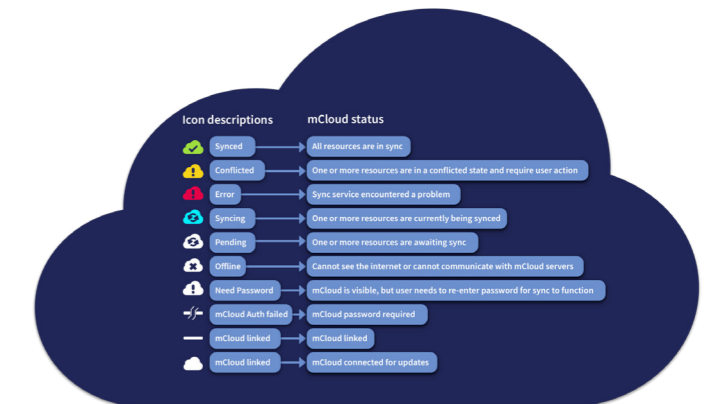 Icon descriptions mCloud status
Synced All resources are in sync
Conflicted One or more resources are in a conflicted state and require user action
Error Sync service encountered a problem
Syncing One or more resources are currently being synced
Pending One or more resources are awaiting sync
Offline Cannot see the internet or cannot communicate with mCloud servers
Need Password mCloud is visible, but user needs to re-enter password for sync to function
mCloud Auth failed mCloud password required
mCloud linked mCloud linked
mCloud linked mCloud connected for updates